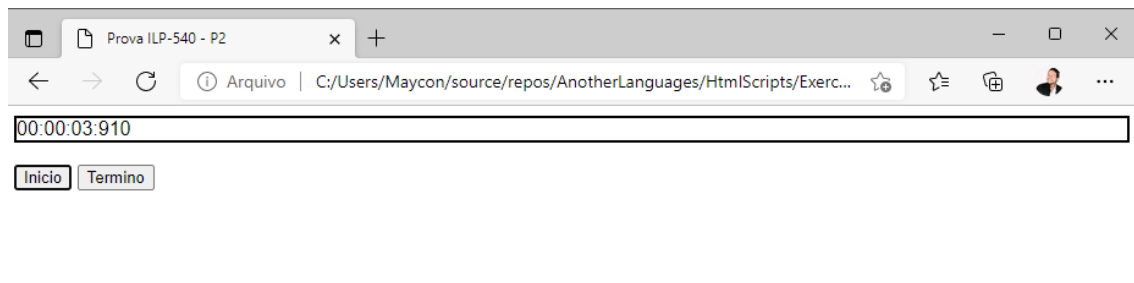 Prova ILP-540 - P2
Arquivo | C:/Users/Maycon/source/repos/AnotherLanguages/HtmlScripts/Exerc...
00:00:03:910
Inicio Termino